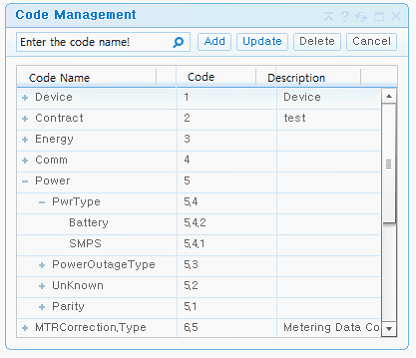 Code Management
Enter the code name! Add Update Delete Cancel
Code Name Code Description
Device 1 Device
Contract 2 test
Energy 3
Comm 4
Power 5
PwrType 5,4
Battery 5,4,2
SMPS 5,4,1
PowerOutageType 5,3
UnKnown 5,2
Parity 5,1
MTRCorrection,Type 6,5 Metering Data Co